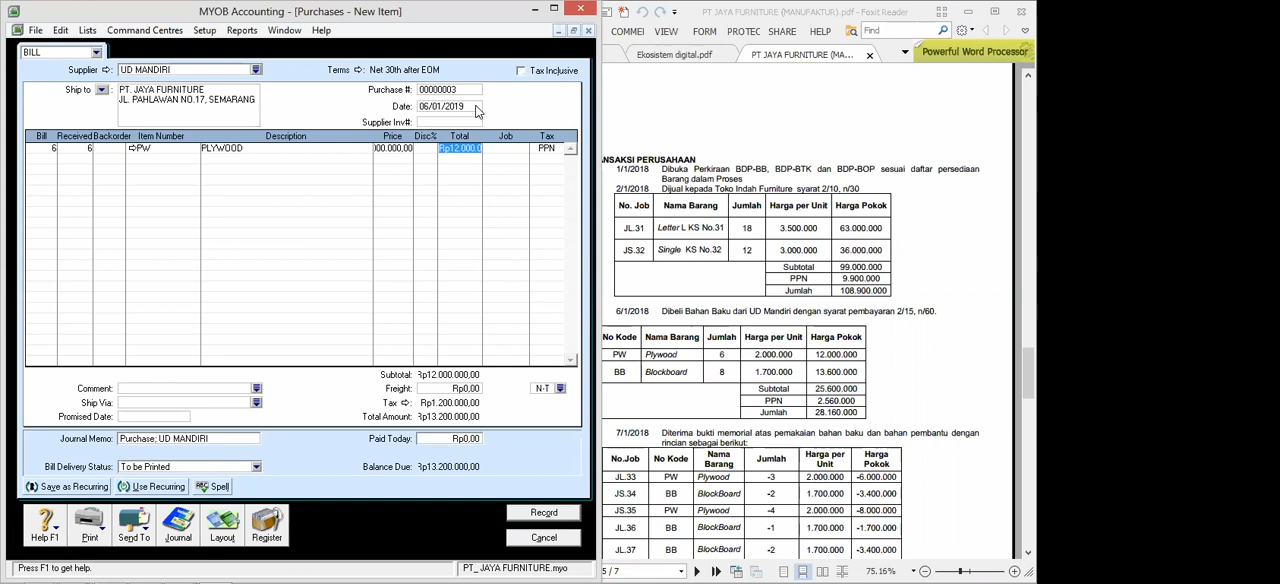 MYOB Accounting - [Purchases - New Item]
File Edit Lists Command Centres Setup Reports Window Help
BILL
Supplier UD MANDIRI Terms Net 30th after EOM Tax Inclusive
Ship to PT. JAYA FURNITURE
JL. PAHLAWAN NO.17, SEMARANG
Purchase #: 00000003
Date: 06/01/2019
Supplier Inv#:
Bill Received Backorder Item Number Description Price Disc% Total Job Tax
6 6 PW PLYWOOD 00.000,00 Rp12.000.0 PPN
Subtotal: Rp12.000.000,00
Comment: Freight: Rp0,00 N-T
Ship Via: Tax Rp1.200.000,00
Promised Date: Total Amount: Rp13.200.000,00
Journal Memo: Purchase; UD MANDIRI Paid Today: Rp0,00
Bill Delivery Status: To be Printed Balance Due: Rp13.200.000,00
Save as Recurring Use Recurring Spell
Help F1 Print Send To Journal Layout Register
Record
Cancel
Press F1 to get help. PT_ JAYA FURNITURE.myo
PT JAYA FURNITURE (MANUFAKTUR).pdf - Foxit Reader
COMMEI VIEW FORM PROTEC SHARE HELP Find
Ekosistem digital.pdf PT JAYA FURNITURE (MA... Powerful Word Processor
ANSAKSI PERUSAHAAN
1/1/2018 Dibuka Perkiraan BDP-BB, BDP-BTK dan BDP-BOP sesuai daftar persediaan
Barang dalam Proses
2/1/2018 Dijual kepada Toko Indah Furniture syarat 2/10, n/30
No. Job Nama Barang Jumlah Harga per Unit Harga Pokok
JL.31 Letter L KS No.31 18 3.500.000 63.000.000
JS.32 Single KS No.32 12 3.000.000 36.000.000
Subtotal 99.000.000
PPN 9.900.000
Jumlah 108.900.000
6/1/2018 Dibeli Bahan Baku dari UD Mandiri dengan syarat pembayaran 2/15, n/60.
No Kode Nama Barang Jumlah Harga per Unit Harga Pokok
PW Plywood 6 2.000.000 12.000.000
BB Blockboard 8 1.700.000 13.600.000
Subtotal 25.600.000
PPN 2.560.000
Jumlah 28.160.000
7/1/2018 Diterima bukti memorial atas pemakaian bahan baku dan bahan pembantu dengan
rincian sebagai berikut:
No.Job No Kode Nama Barang Jumlah Harga per Unit Harga Pokok
JL.33 PW Plywood -3 2.000.000 -6.000.000
JS.34 BB BlockBoard -2 1.700.000 -3.400.000
JS.35 PW Plywood -4 2.000.000 -8.000.000
JL.36 BB BlockBoard -1 1.700.000 -1.700.000
JL.37 BB BlockBoard -2 1.700.000 -3.400.000
5 / 7 75.16%